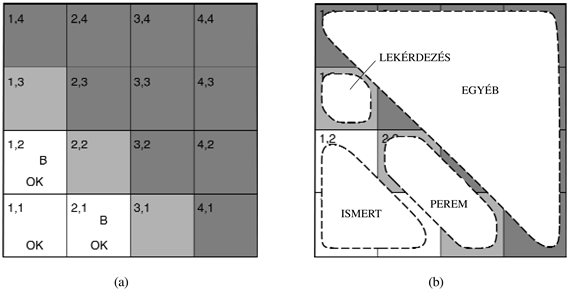 1,4 2,4 3,4 4,4
1,3 2,3 3,3 4,3
1,2 2,2 3,2 4,2
B
OK
1,1 2,1 3,1 4,1
B
OK OK
(a)
LEKÉRDEZÉS
EGYÉB
1,2
ISMERT
PEREM
(b)